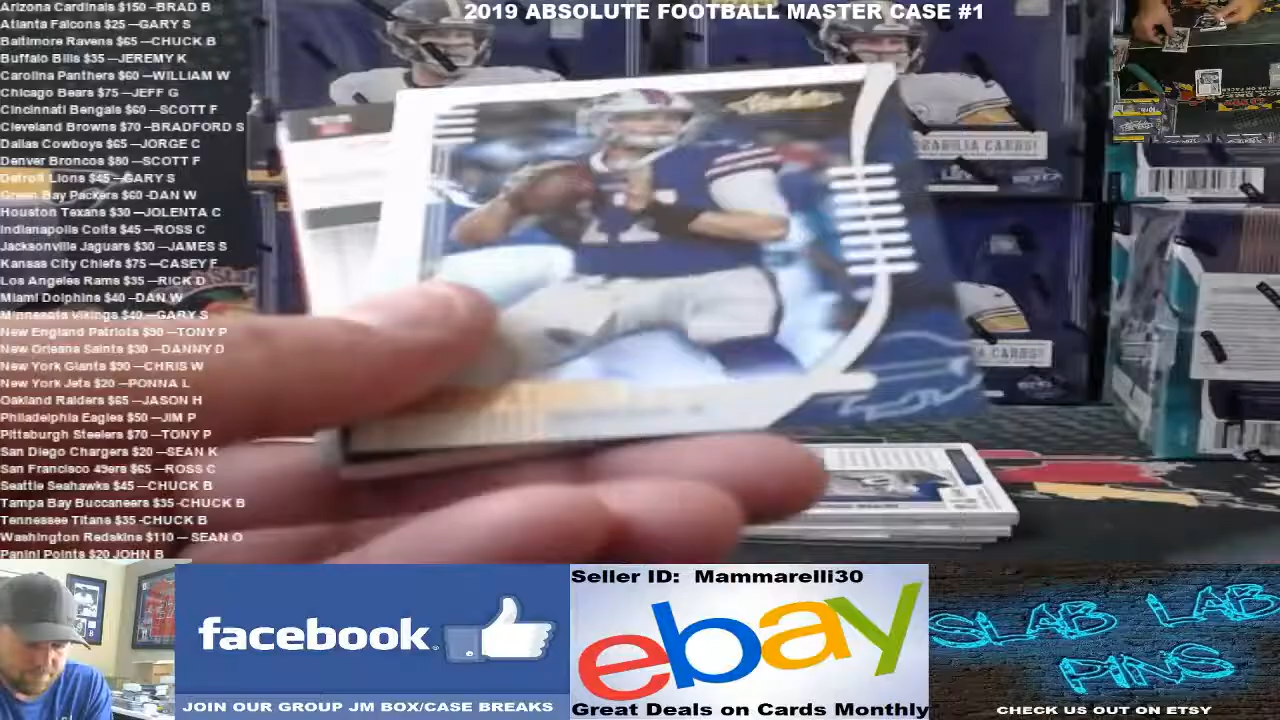 2019 ABSOLUTE FOOTBALL MASTER CASE #1
Arizona Cardinals $150 --BRAD B
Atlanta Falcons $25 --GARY S
Baltimore Ravens $65 --CHUCK B
Buffalo Bills $35 --JEREMY K
Carolina Panthers $60 --WILLIAM W
Chicago Bears $75 --JEFF G
Cincinnati Bengals $60 --SCOTT F
Cleveland Browns $70 --BRADFORD S
Dallas Cowboys $65 --JORGE C
Denver Broncos $80 --SCOTT F
Detroit Lions $45 --GARY S
Green Bay Packers $60 -DAN W
Houston Texans $30 --JOLENTA C
Indianapolis Colts $45 --ROSS C
Jacksonville Jaguars $30 --JAMES S
Kansas City Chiefs $75 --CASEY F
Los Angeles Rams $35 --RICK D
Miami Dolphins $40 --DAN W
Minnesota Vikings $40 --GARY S
New England Patriots $90 --TONY P
New Orleans Saints $30 --DANNY D
New York Giants $90 --CHRIS W
New York Jets $20 --PONNA L
Oakland Raiders $65 --JASON H
Philadelphia Eagles $50 --JIM P
Pittsburgh Steelers $70 --TONY P
San Diego Chargers $20 --SEAN K
San Francisco 49ers $65 --ROSS C
Seattle Seahawks $45 --CHUCK B
Tampa Bay Buccaneers $35 -CHUCK B
Tennessee Titans $35 -CHUCK B
Washington Redskins $110 -- SEAN O
Panini Points $20 JOHN B
Absolute
17
facebook
JOIN OUR GROUP JM BOX/CASE BREAKS
Seller ID: Mammarelli30
ebay
Great Deals on Cards Monthly
SLAB LAB
PINS
CHECK US OUT ON ETSY